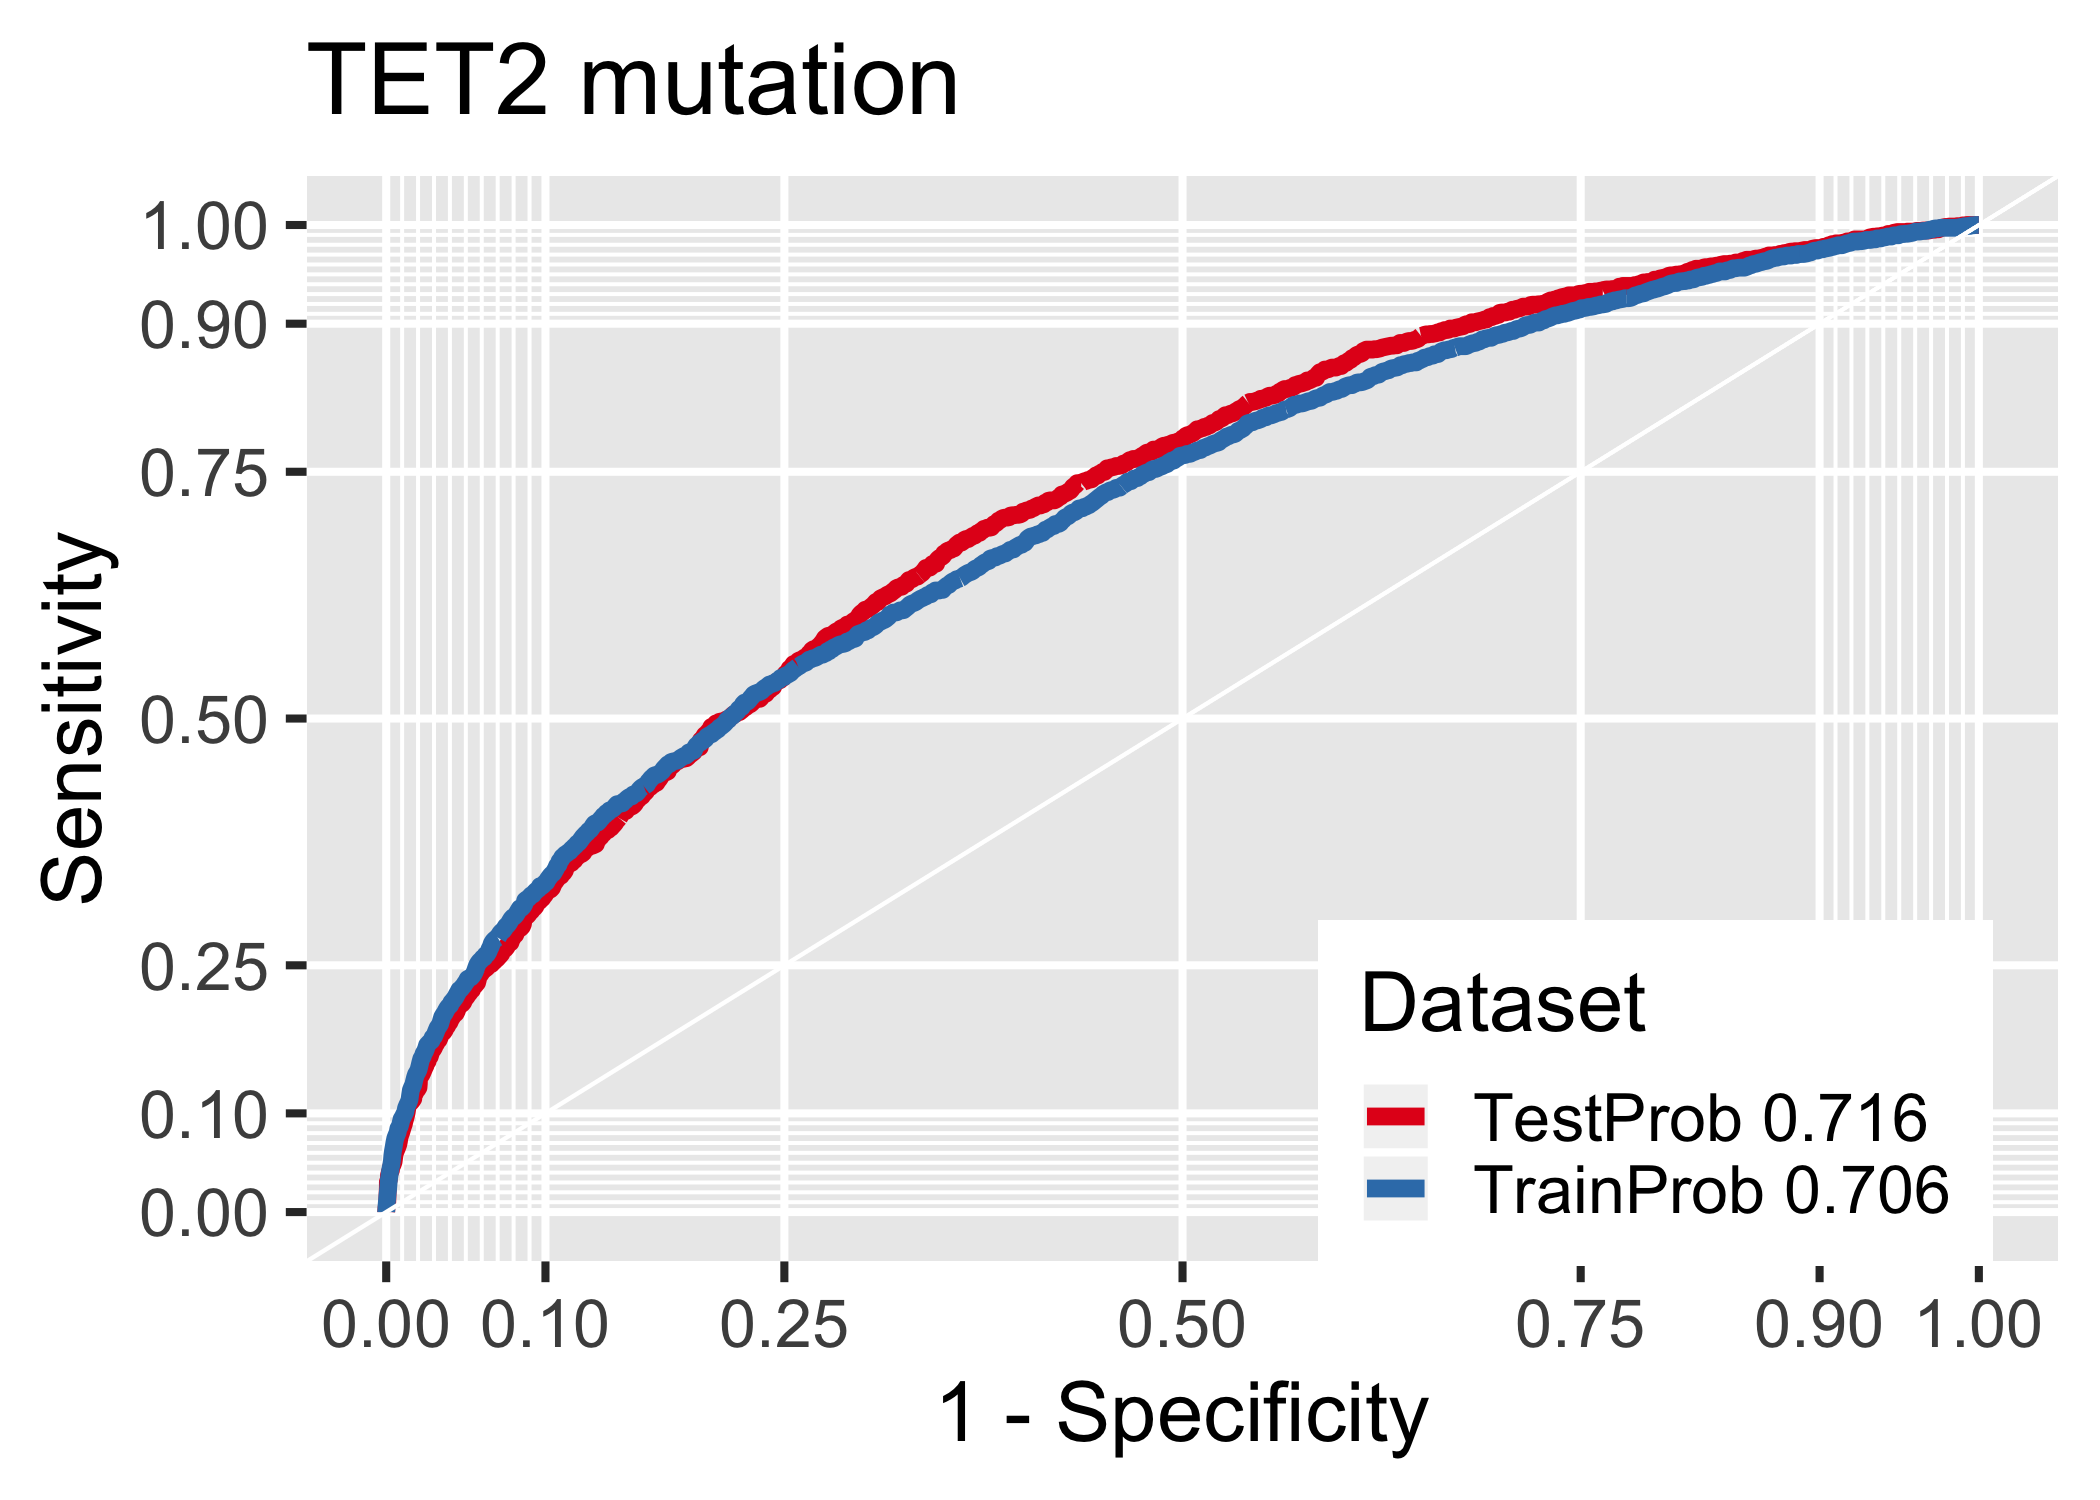 TET2 mutation
1.00
0.90
0.75
0.50
0.25
0.10
0.00
Sensitivity
Dataset
TestProb 0.716
TrainProb 0.706
0.00 0.10 0.25 0.50 0.75 0.90 1.00
1 - Specificity